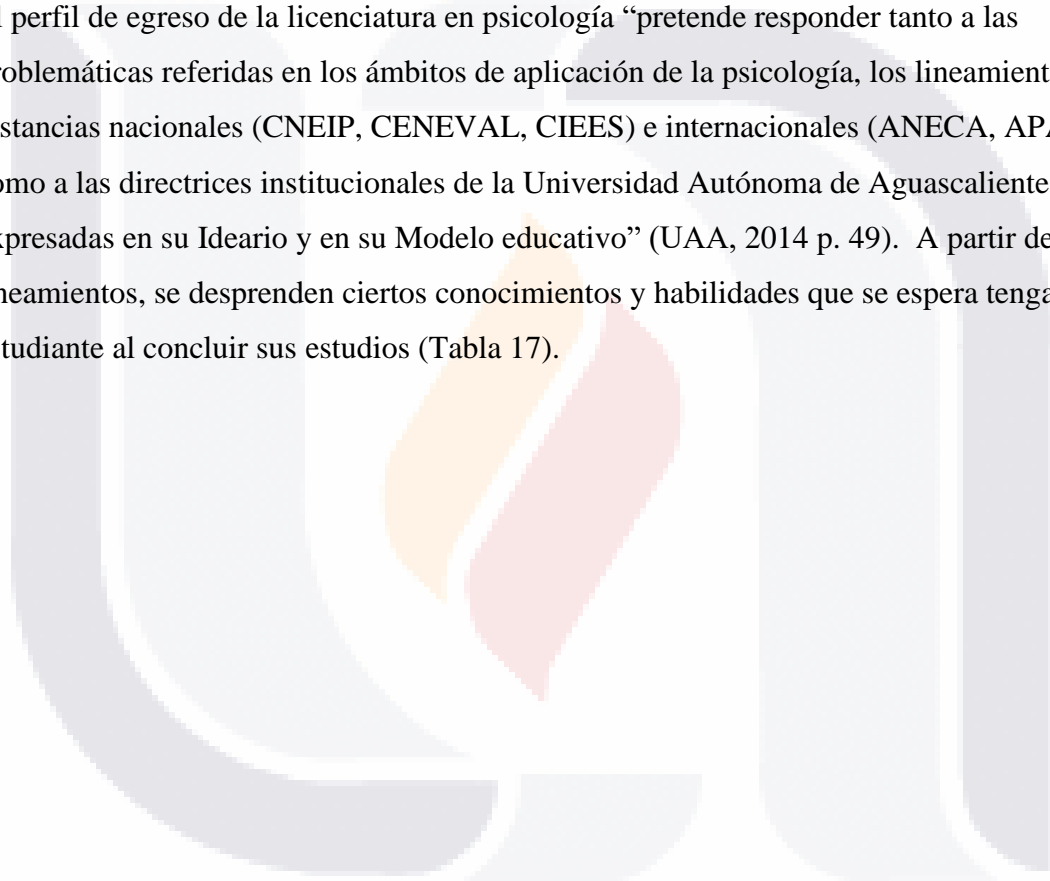 l perfil de egreso de la licenciatura en psicología “pretende responder tanto a las
roblemáticas referidas en los ámbitos de aplicación de la psicología, los lineamient
stancias nacionales (CNEIP, CENEVAL, CIEES) e internacionales (ANECA, APA
omo a las directrices institucionales de la Universidad Autónoma de Aguascaliente
xpresadas en su Ideario y en su Modelo educativo” (UAA, 2014 p. 49). A partir de
neamientos, se desprenden ciertos conocimientos y habilidades que se espera tenga
tudiante al concluir sus estudios (Tabla 17).